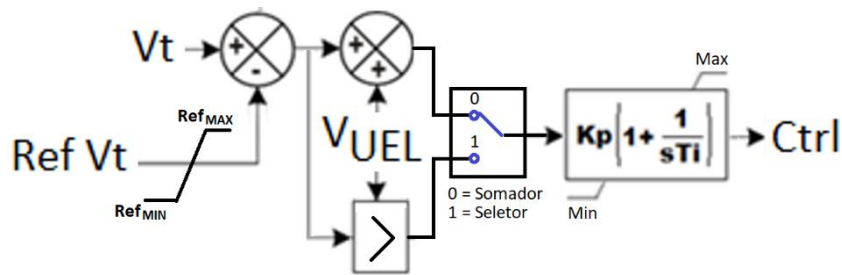 Vt
+
-
+
+
Ref Vt
Ref_MAX
Ref_MIN
V_UEL
>
0
1
0 = Somador
1 = Seletor
Max
Kp(1+ 1/sTi)
Min
Ctrl